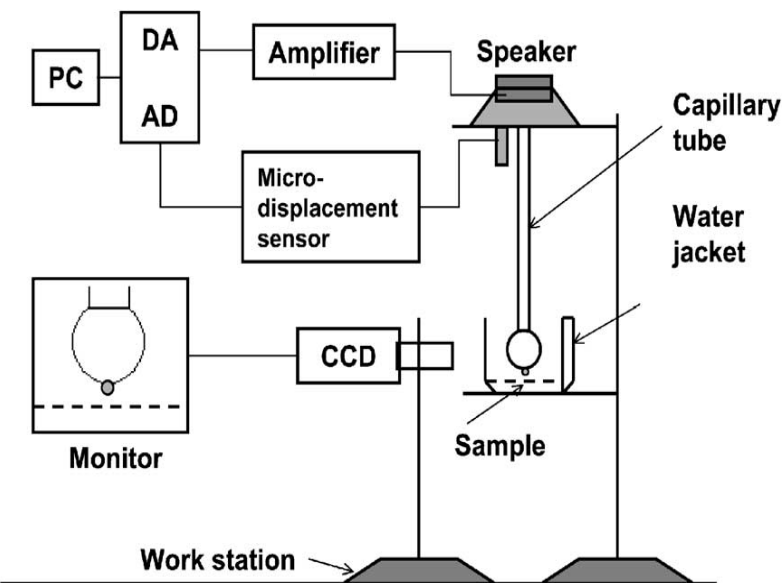 DA
Amplifier
Speaker
PC
AD
Capillary
tube
Micro-
displacement
sensor
Water
jacket
CCD
Sample
Monitor
Work station